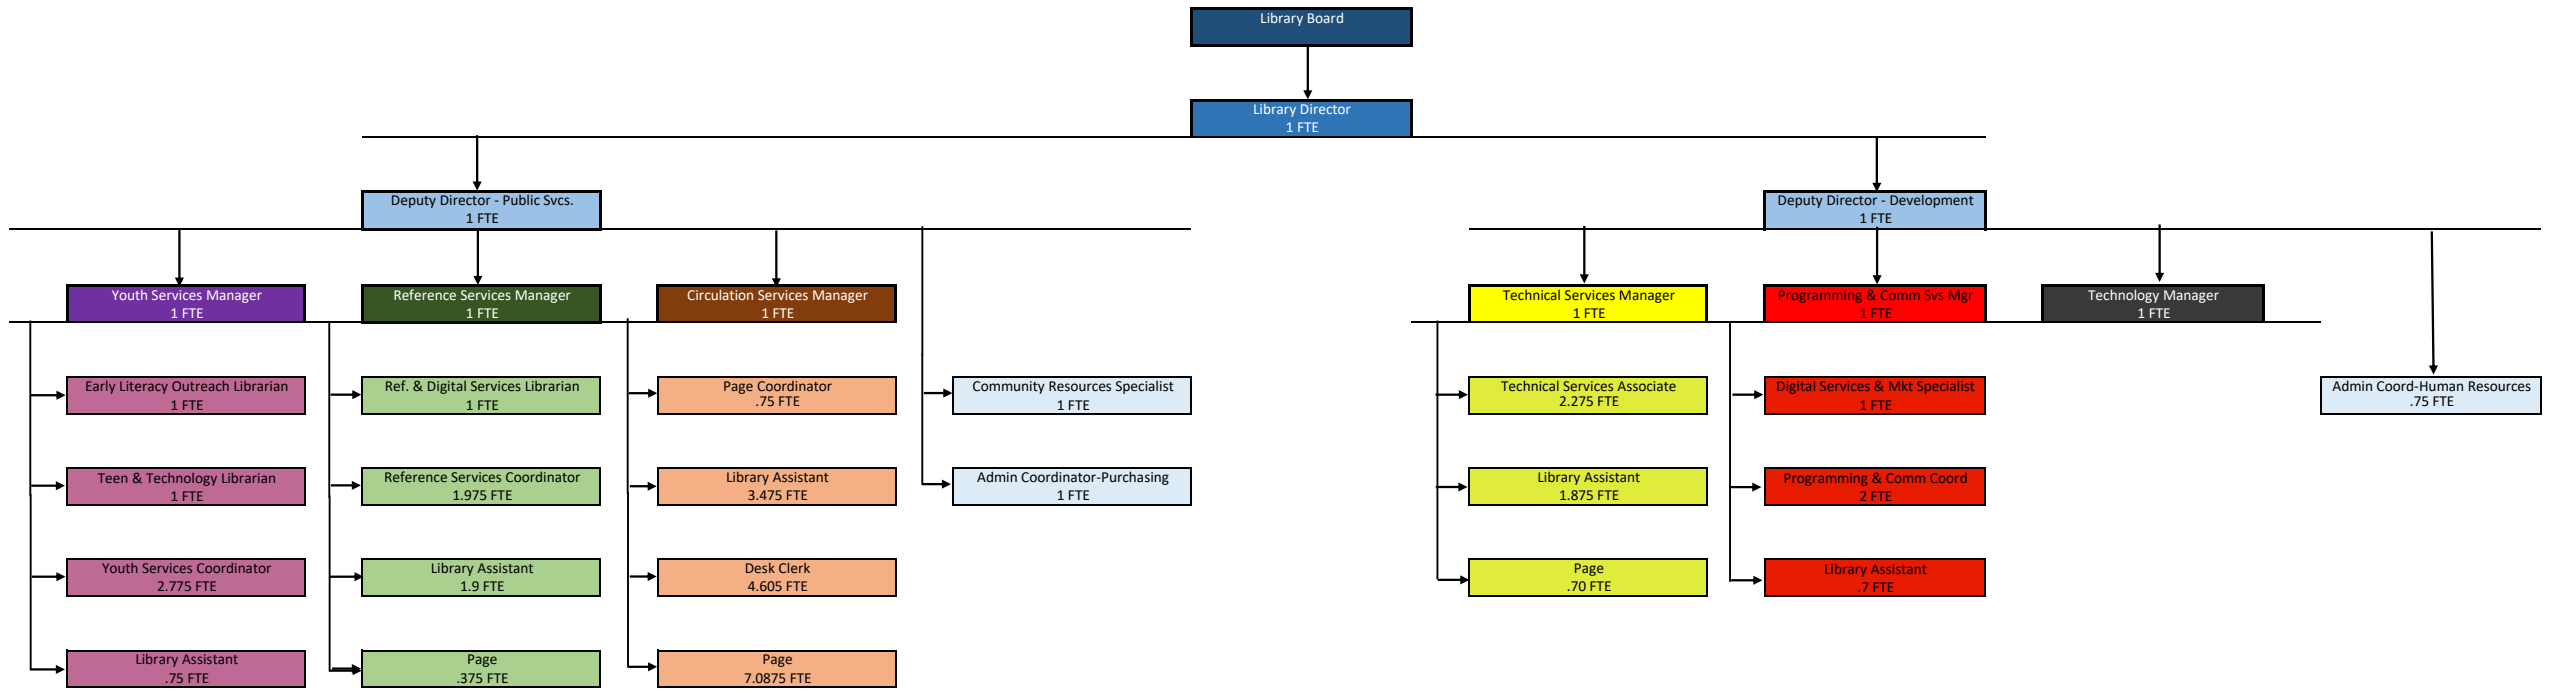 Library Board
Library Director
1 FTE
Deputy Director - Public Svcs.
1 FTE
Deputy Director - Development
1 FTE
Youth Services Manager
1 FTE
Reference Services Manager
1 FTE
Circulation Services Manager
1 FTE
Technical Services Manager
1 FTE
Programming & Comm Svs Mgr
1 FTE
Technology Manager
1 FTE
Early Literacy Outreach Librarian
1 FTE
Ref. & Digital Services Librarian
1 FTE
Page Coordinator
.75 FTE
Community Resources Specialist
1 FTE
Technical Services Associate
2.275 FTE
Digital Services & Mkt Specialist
1 FTE
Admin Coord-Human Resources
.75 FTE
Teen & Technology Librarian
1 FTE
Reference Services Coordinator
1.975 FTE
Library Assistant
3.475 FTE
Admin Coordinator-Purchasing
1 FTE
Library Assistant
1.875 FTE
Programming & Comm Coord
2 FTE
Youth Services Coordinator
2.775 FTE
Library Assistant
1.9 FTE
Desk Clerk
4.605 FTE
Page
.70 FTE
Library Assistant
.7 FTE
Library Assistant
.75 FTE
Page
.375 FTE
Page
7.0875 FTE